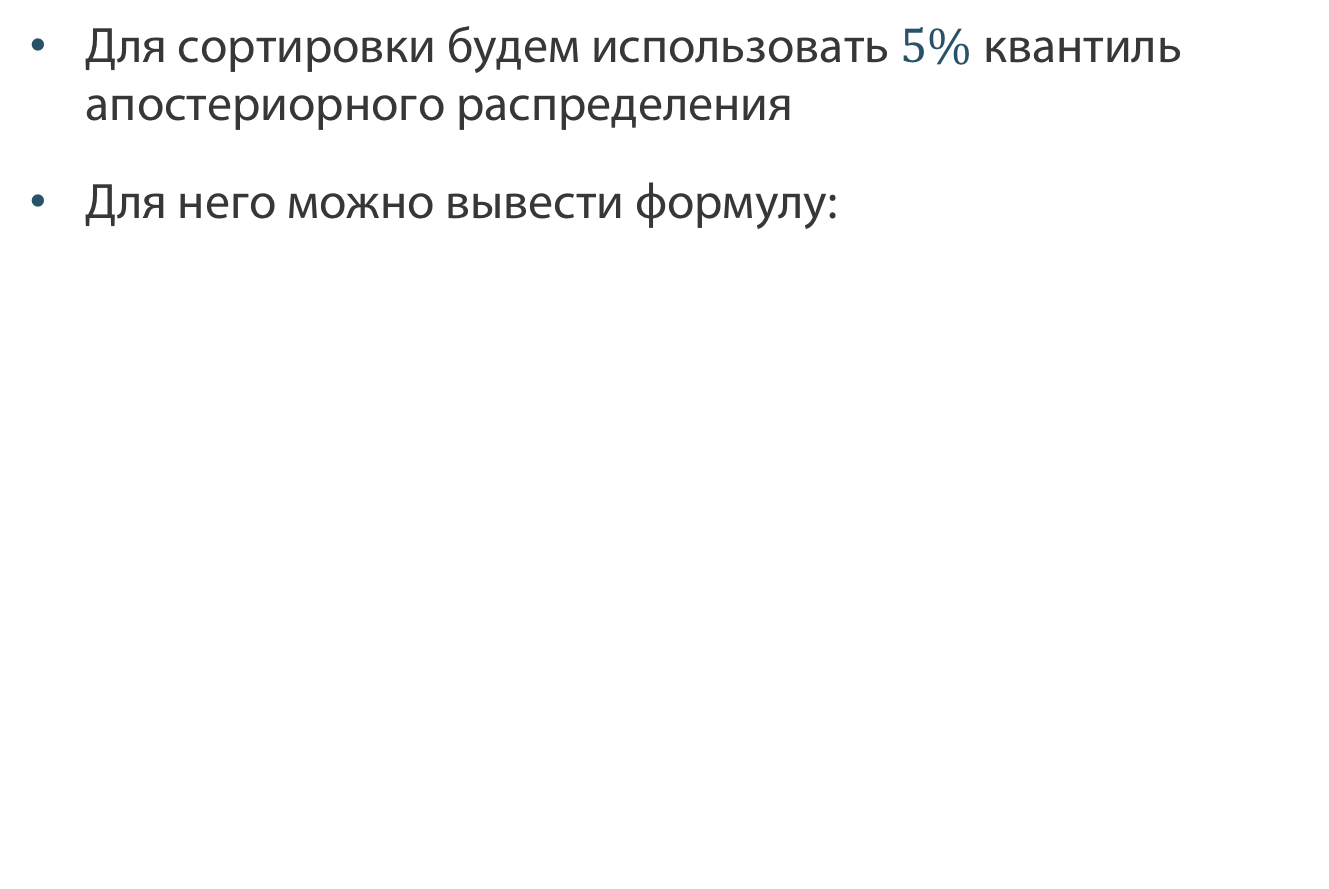 • Для сортировки будем использовать 5% квантиль
апостериорного распределения
• Для него можно вывести формулу: